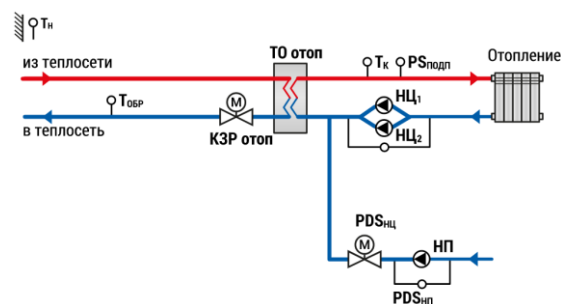 Tн
ТО отоп
Tк
PSподп
Отопление
из теплосети
Tобр
М
НЦ₁
в теплосеть
КЗР отоп
НЦ₂
PDSнц
М
НП
PDSнп